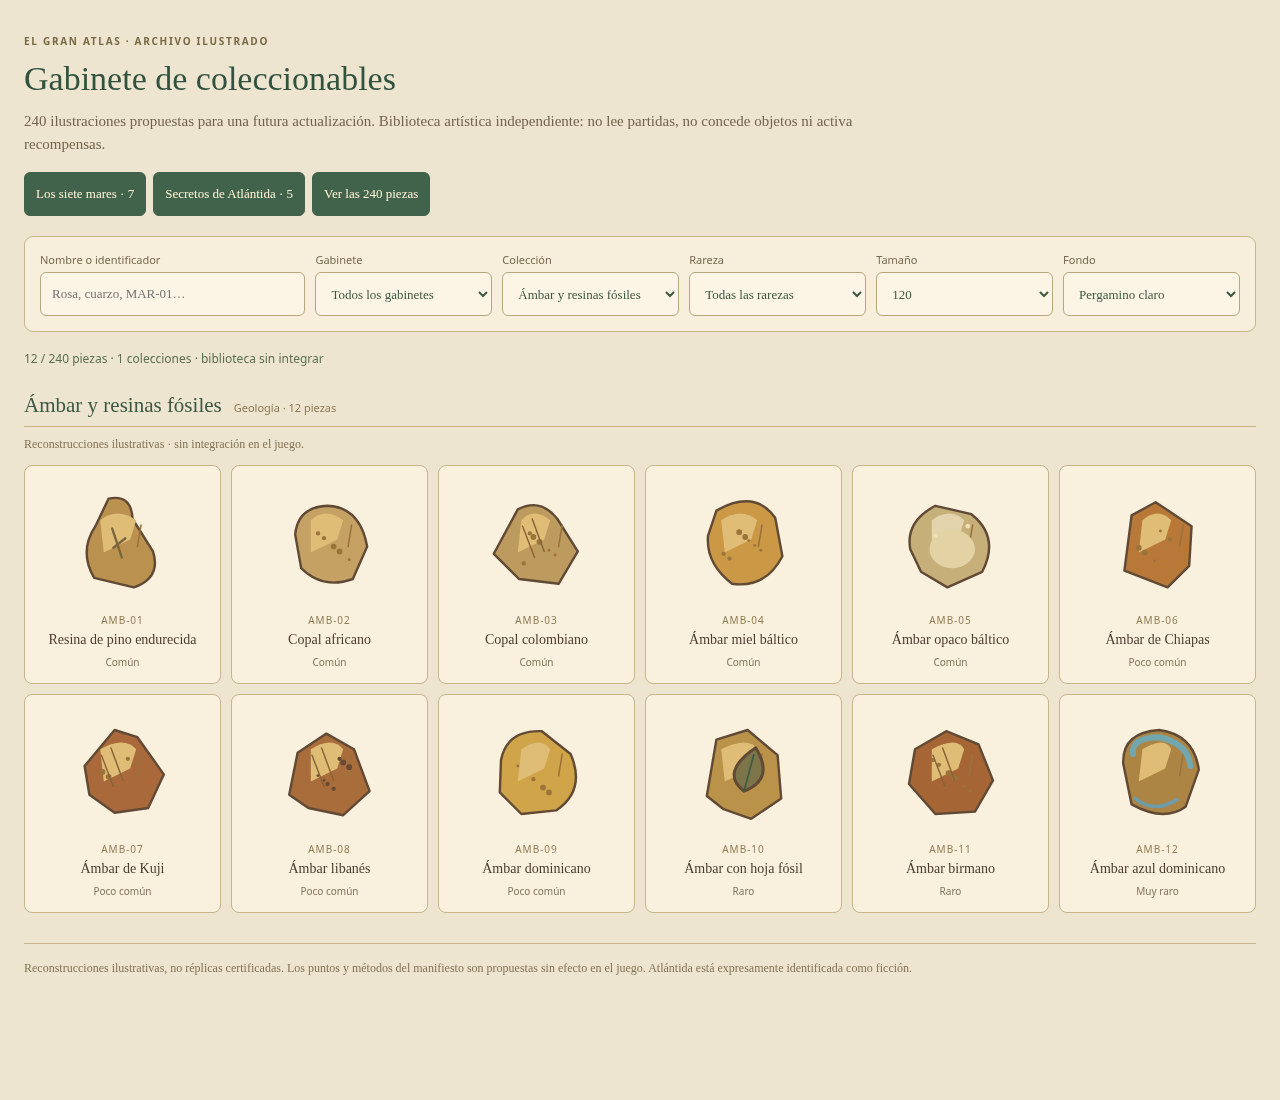 EL GRAN ATLAS · ARCHIVO ILUSTRADO
Gabinete de coleccionables
240 ilustraciones propuestas para una futura actualización. Biblioteca artística independiente: no lee partidas, no concede objetos ni activa
recompensas.
Los siete mares · 7
Secretos de Atlántida · 5
Ver las 240 piezas
Nombre o identificador
Gabinete
Colección
Rareza
Tamaño
Fondo
Rosa, cuarzo, MAR-01…
Todos los gabinetes
Ámbar y resinas fósiles
Todas las rarezas
120
Pergamino claro
12 / 240 piezas · 1 colecciones · biblioteca sin integrar
Ámbar y resinas fósiles
Geología · 12 piezas
Reconstrucciones ilustrativas · sin integración en el juego.
AMB-01
Resina de pino endurecida
Común
AMB-02
Copal africano
Común
AMB-03
Copal colombiano
Común
AMB-04
Ámbar miel báltico
Común
AMB-05
Ámbar opaco báltico
Común
AMB-06
Ámbar de Chiapas
Poco común
AMB-07
Ámbar de Kuji
Poco común
AMB-08
Ámbar libanés
Poco común
AMB-09
Ámbar dominicano
Poco común
AMB-10
Ámbar con hoja fósil
Raro
AMB-11
Ámbar birmano
Raro
AMB-12
Ámbar azul dominicano
Muy raro
Reconstrucciones ilustrativas, no réplicas certificadas. Los puntos y métodos del manifiesto son propuestas sin efecto en el juego. Atlántida está expresamente identificada como ficción.